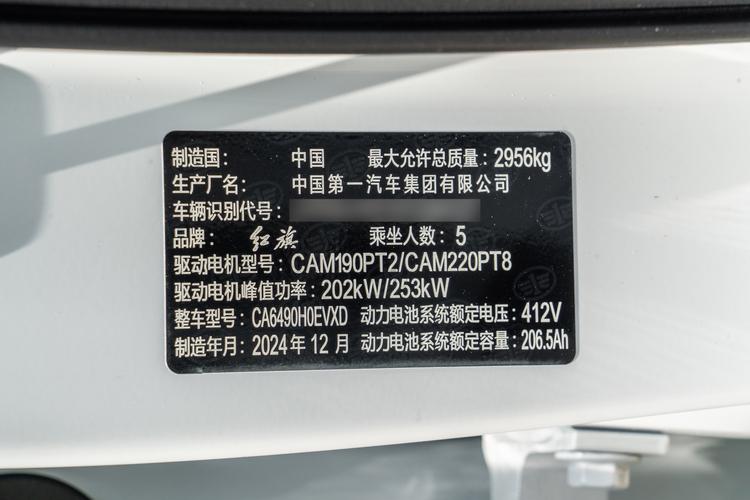 制造国： 中国 最大允许总质量：2956kg
生产厂名： 中国第一汽车集团有限公司
车辆识别代号：
品牌： 红旗 乘坐人数：5
驱动电机型号：CAM190PT2/CAM220PT8
驱动电机峰值功率：202kW/253kW
整车型号：CA6490H0EVXD 动力电池系统额定电压：412V
制造年月：2024年12月 动力电池系统额定容量：206.5Ah